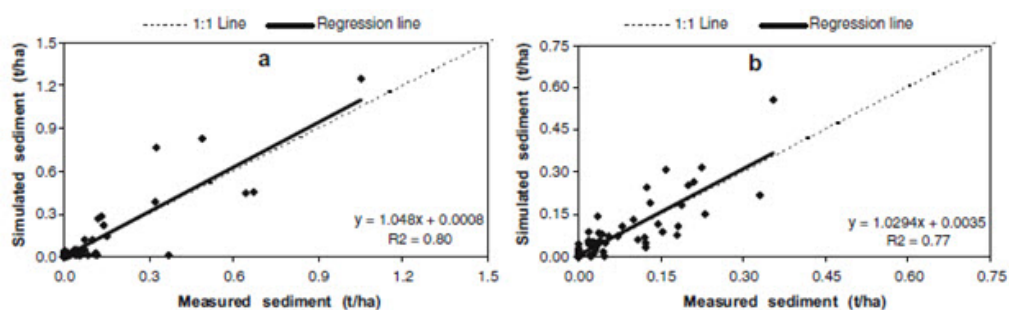 1:1 Line Regression line
1.5
1.2
0.9
0.6
0.3
0.0
Simulated sediment (t/ha)
a
y = 1.048x + 0.0008
R2 = 0.80
0.0 0.3 0.6 0.9 1.2 1.5
Measured sediment (t/ha)
1:1 Line Regression line
0.75
0.60
0.45
0.30
0.15
0.00
Simulated sediment (t/ha)
b
y = 1.0294x + 0.0035
R2 = 0.77
0.00 0.15 0.30 0.45 0.60 0.75
Measured sediment (t/ha)